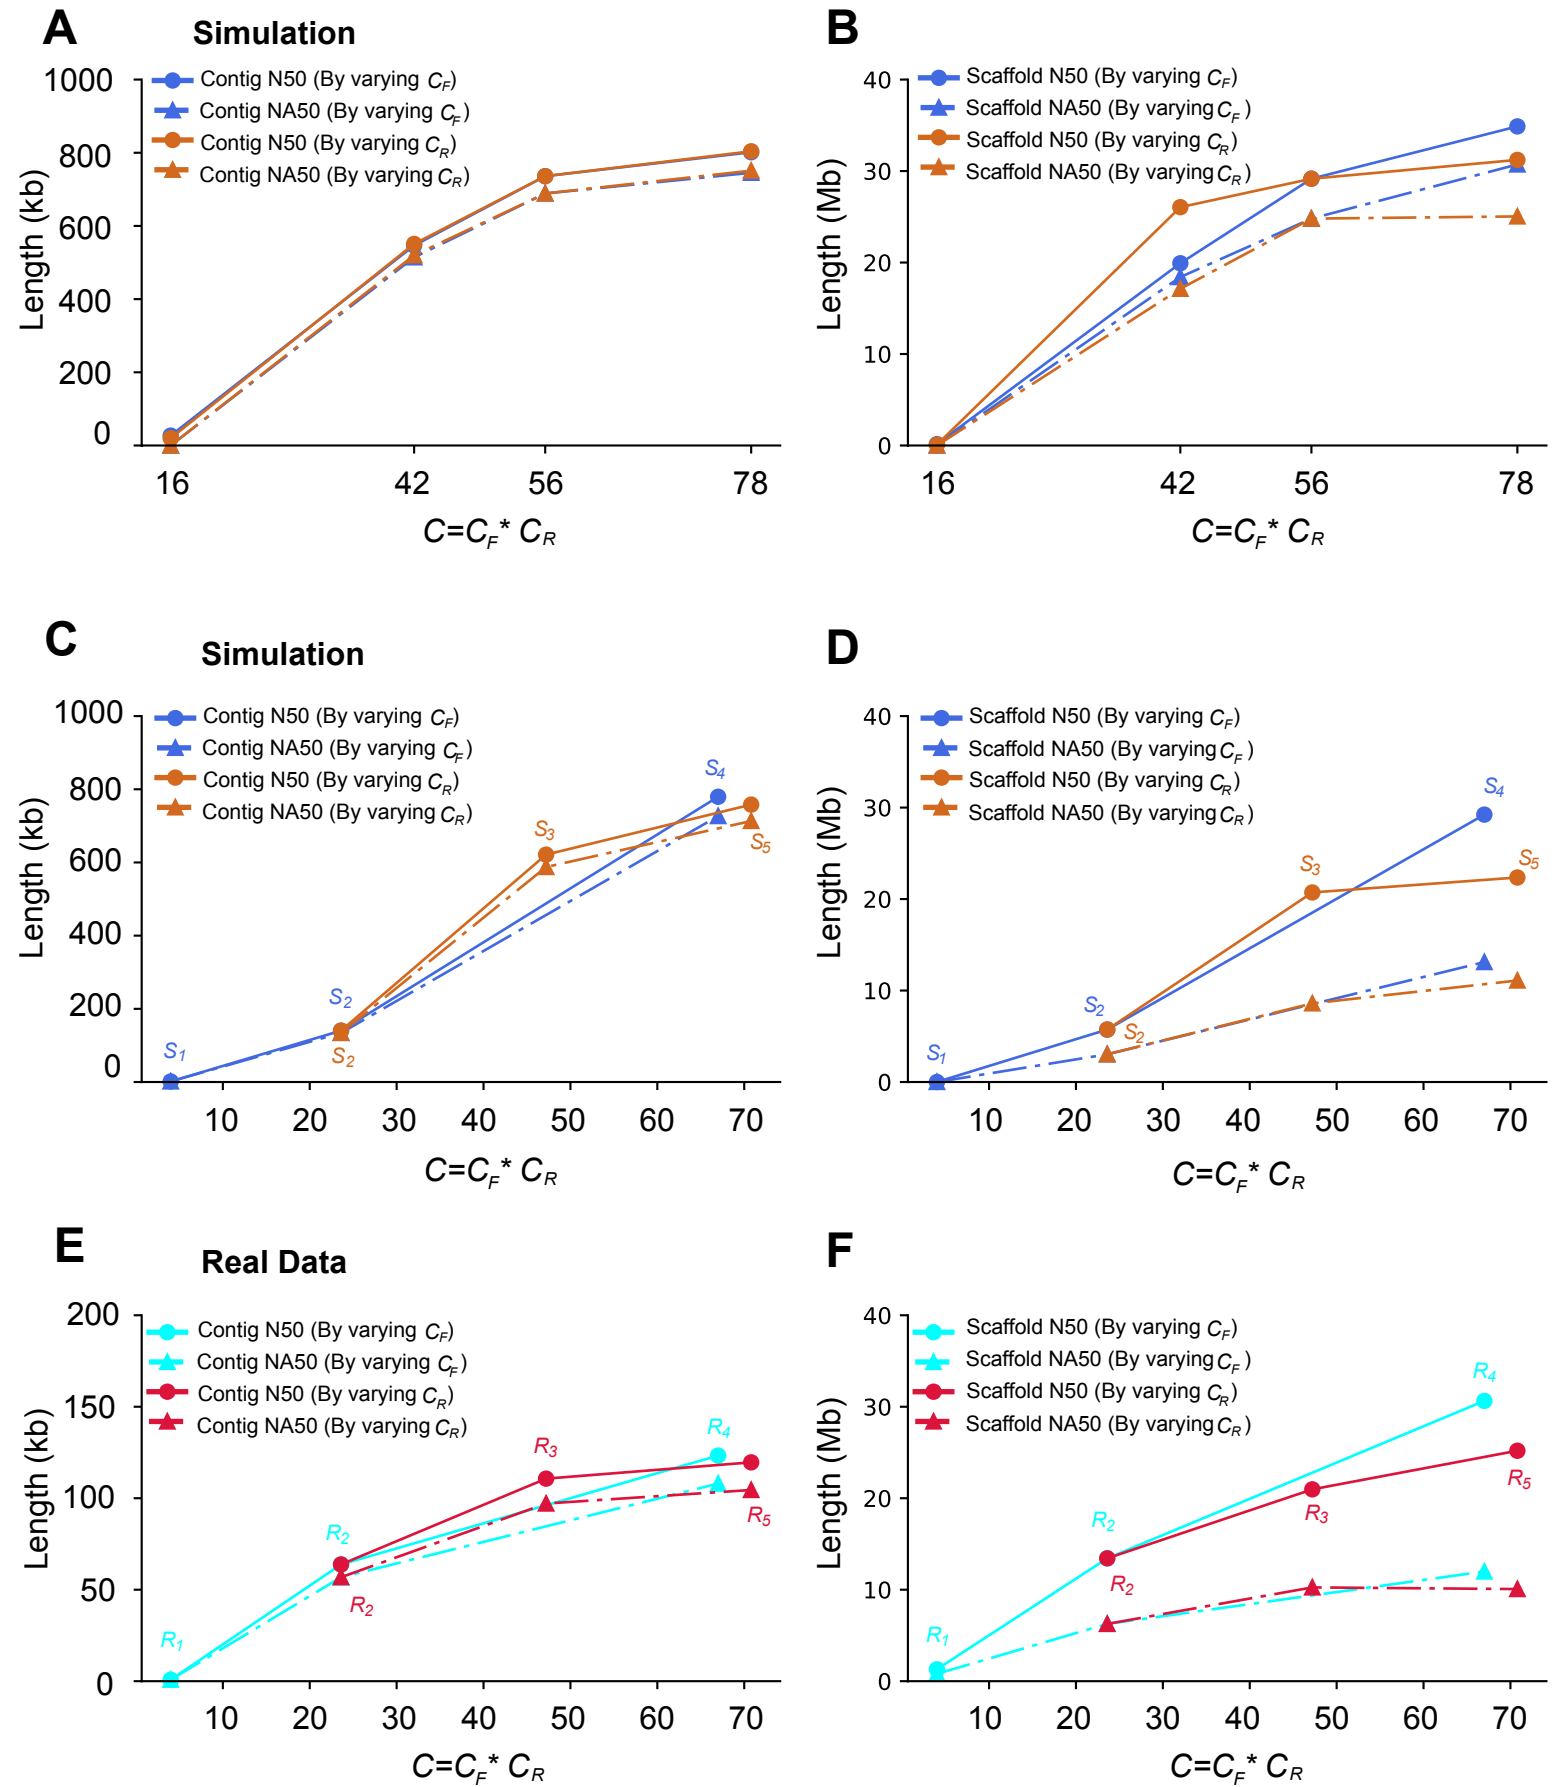 A
Simulation
Contig N50 (By varying CF)
Contig NA50 (By varying CF)
Contig N50 (By varying CR)
Contig NA50 (By varying CR)
1000
800
600
400
200
0
Length (kb)
16 42 56 78
C=CF* CR
B
Scaffold N50 (By varying CF)
Scaffold NA50 (By varying CF)
Scaffold N50 (By varying CR)
Scaffold NA50 (By varying CR)
40
30
20
10
0
Length (Mb)
16 42 56 78
C=CF* CR
C
Simulation
Contig N50 (By varying CF)
Contig NA50 (By varying CF)
Contig N50 (By varying CR)
Contig NA50 (By varying CR)
1000
800
600
400
200
0
Length (kb)
S4
S3
S5
S2
S2
S1
10 20 30 40 50 60 70
C=CF* CR
D
Scaffold N50 (By varying CF)
Scaffold NA50 (By varying CF)
Scaffold N50 (By varying CR)
Scaffold NA50 (By varying CR)
40
30
20
10
0
Length (Mb)
S4
S3
S5
S2
S2
S1
10 20 30 40 50 60 70
C=CF* CR
E
Real Data
Contig N50 (By varying CF)
Contig NA50 (By varying CF)
Contig N50 (By varying CR)
Contig NA50 (By varying CR)
200
150
100
50
0
Length (kb)
R4
R3
R5
R2
R2
R1
10 20 30 40 50 60 70
C=CF* CR
F
Scaffold N50 (By varying CF)
Scaffold NA50 (By varying CF)
Scaffold N50 (By varying CR)
Scaffold NA50 (By varying CR)
40
30
20
10
0
Length (Mb)
R4
R5
R3
R2
R2
R1
10 20 30 40 50 60 70
C=CF* CR